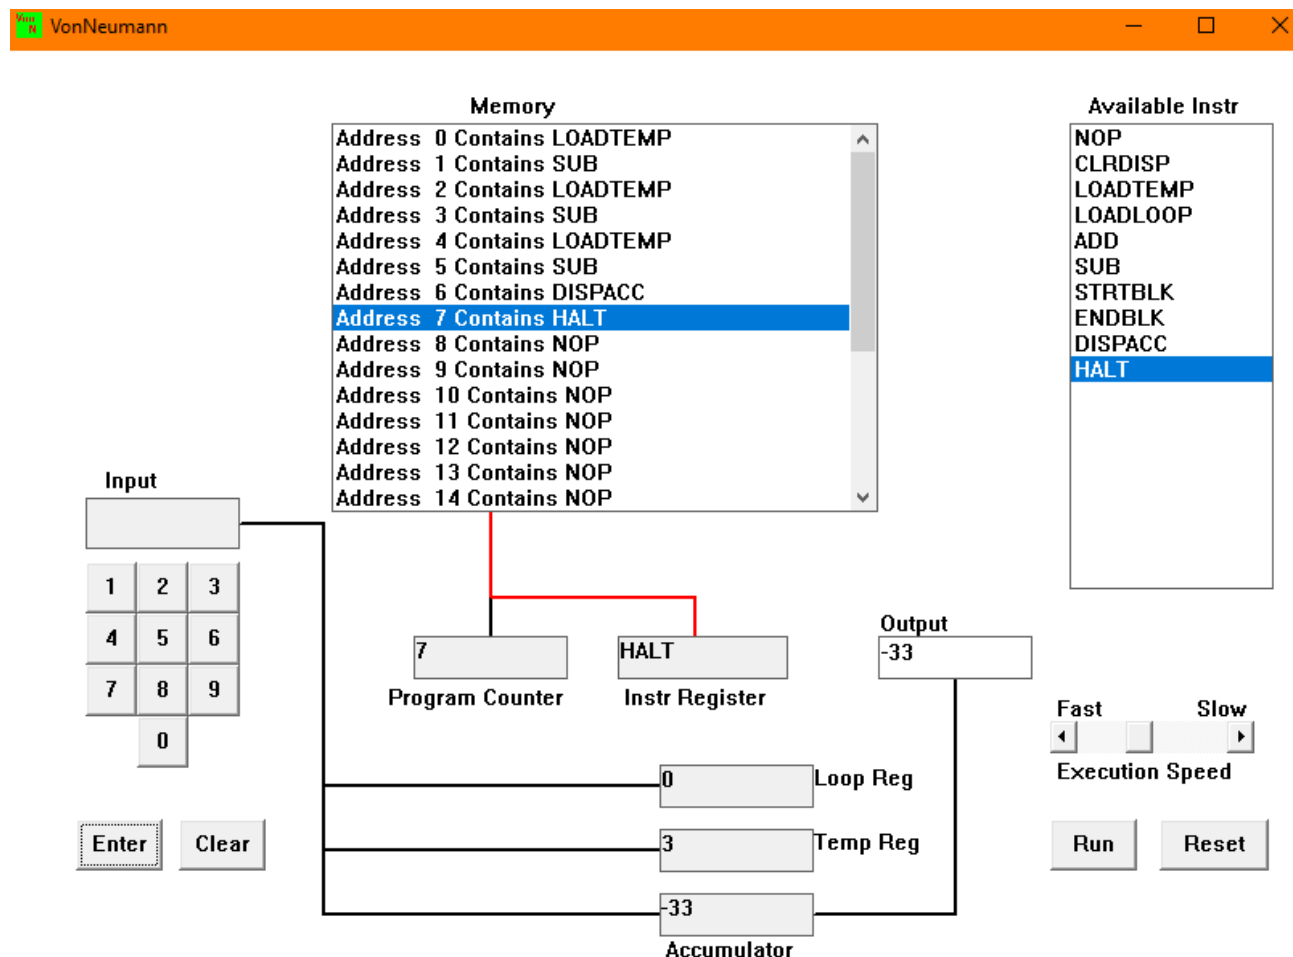 Von
N
VonNeumann
Memory
Address 0 Contains LOADTEMP
Address 1 Contains SUB
Address 2 Contains LOADTEMP
Address 3 Contains SUB
Address 4 Contains LOADTEMP
Address 5 Contains SUB
Address 6 Contains DISPACC
Address 7 Contains HALT
Address 8 Contains NOP
Address 9 Contains NOP
Address 10 Contains NOP
Address 11 Contains NOP
Address 12 Contains NOP
Address 13 Contains NOP
Address 14 Contains NOP
Available Instr
NOP
CLRDISP
LOADTEMP
LOADLOOP
ADD
SUB
STRTBLK
ENDBLK
DISPACC
HALT
Input
1 2 3
4 5 6
7 8 9
0
Enter Clear
7
Program Counter
HALT
Instr Register
Output
-33
Fast Slow
Execution Speed
0 Loop Reg
3 Temp Reg
-33
Accumulator
Run Reset